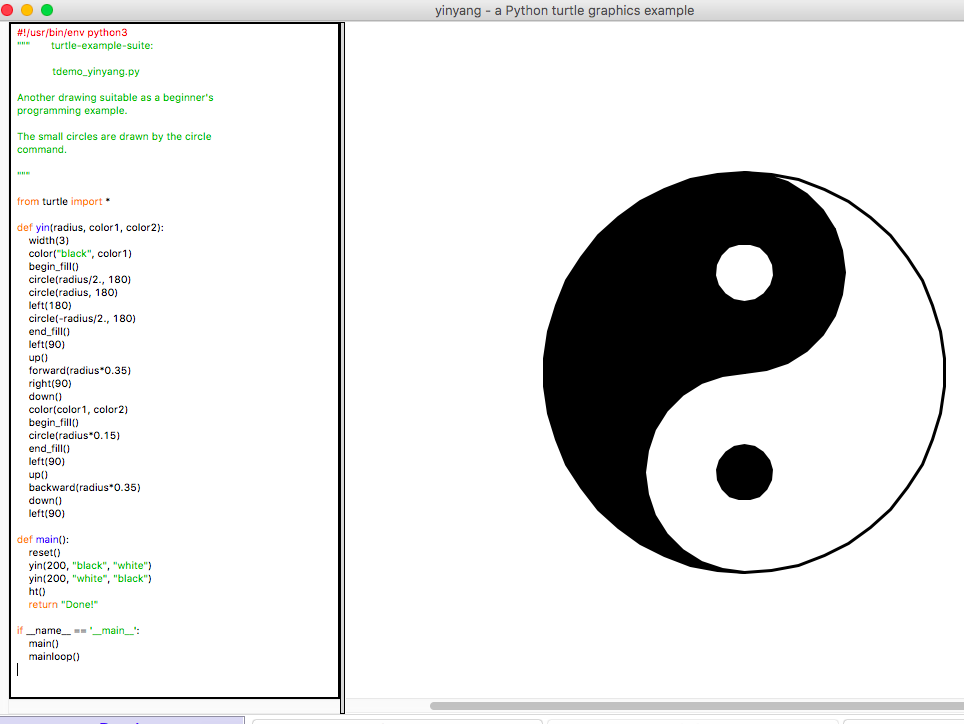 yinyang - a Python turtle graphics example
#!/usr/bin/env python3
""" turtle-example-suite:
tdemo_yinyang.py
Another drawing suitable as a beginner's
programming example.
The small circles are drawn by the circle
command.
"""
from turtle import *
def yin(radius, color1, color2):
width(3)
color("black", color1)
begin_fill()
circle(radius/2., 180)
circle(radius, 180)
left(180)
circle(-radius/2., 180)
end_fill()
left(90)
up()
forward(radius*0.35)
right(90)
down()
color(color1, color2)
begin_fill()
circle(radius*0.15)
end_fill()
left(90)
up()
backward(radius*0.35)
down()
left(90)
def main():
reset()
yin(200, "black", "white")
yin(200, "white", "black")
ht()
return "Done!"
if __name__ == '__main__':
main()
mainloop()